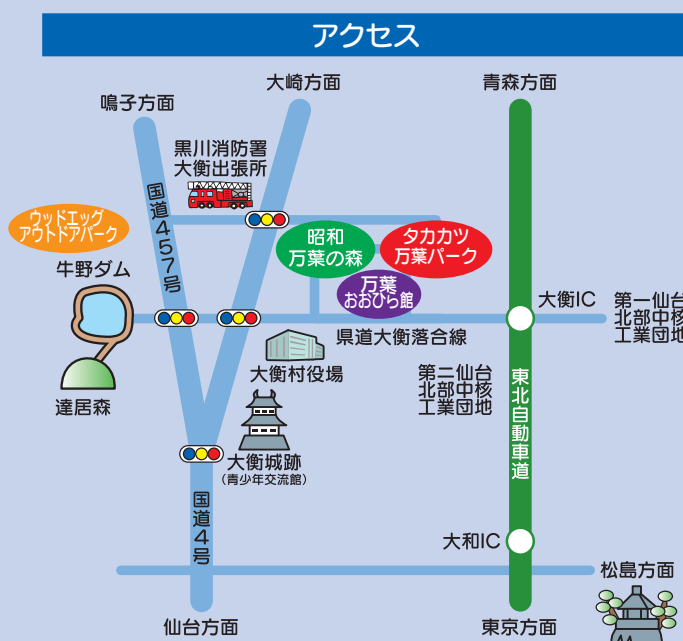 アクセス
鳴子方面
大崎方面
青森方面
黒川消防署
大衡出張所
国道457号
ウッドエッグ
アウトドアパーク
昭和
万葉の森
タカカツ
万葉パーク
万葉
おおひら館
牛野ダム
大衡IC
第一仙台
北部中核
工業団地
県道大衡落合線
大衡村役場
第二仙台
北部中核
工業団地
東北自動車道
達居森
大衡城跡
(青少年交流館)
国道4号
大和IC
松島方面
仙台方面
東京方面